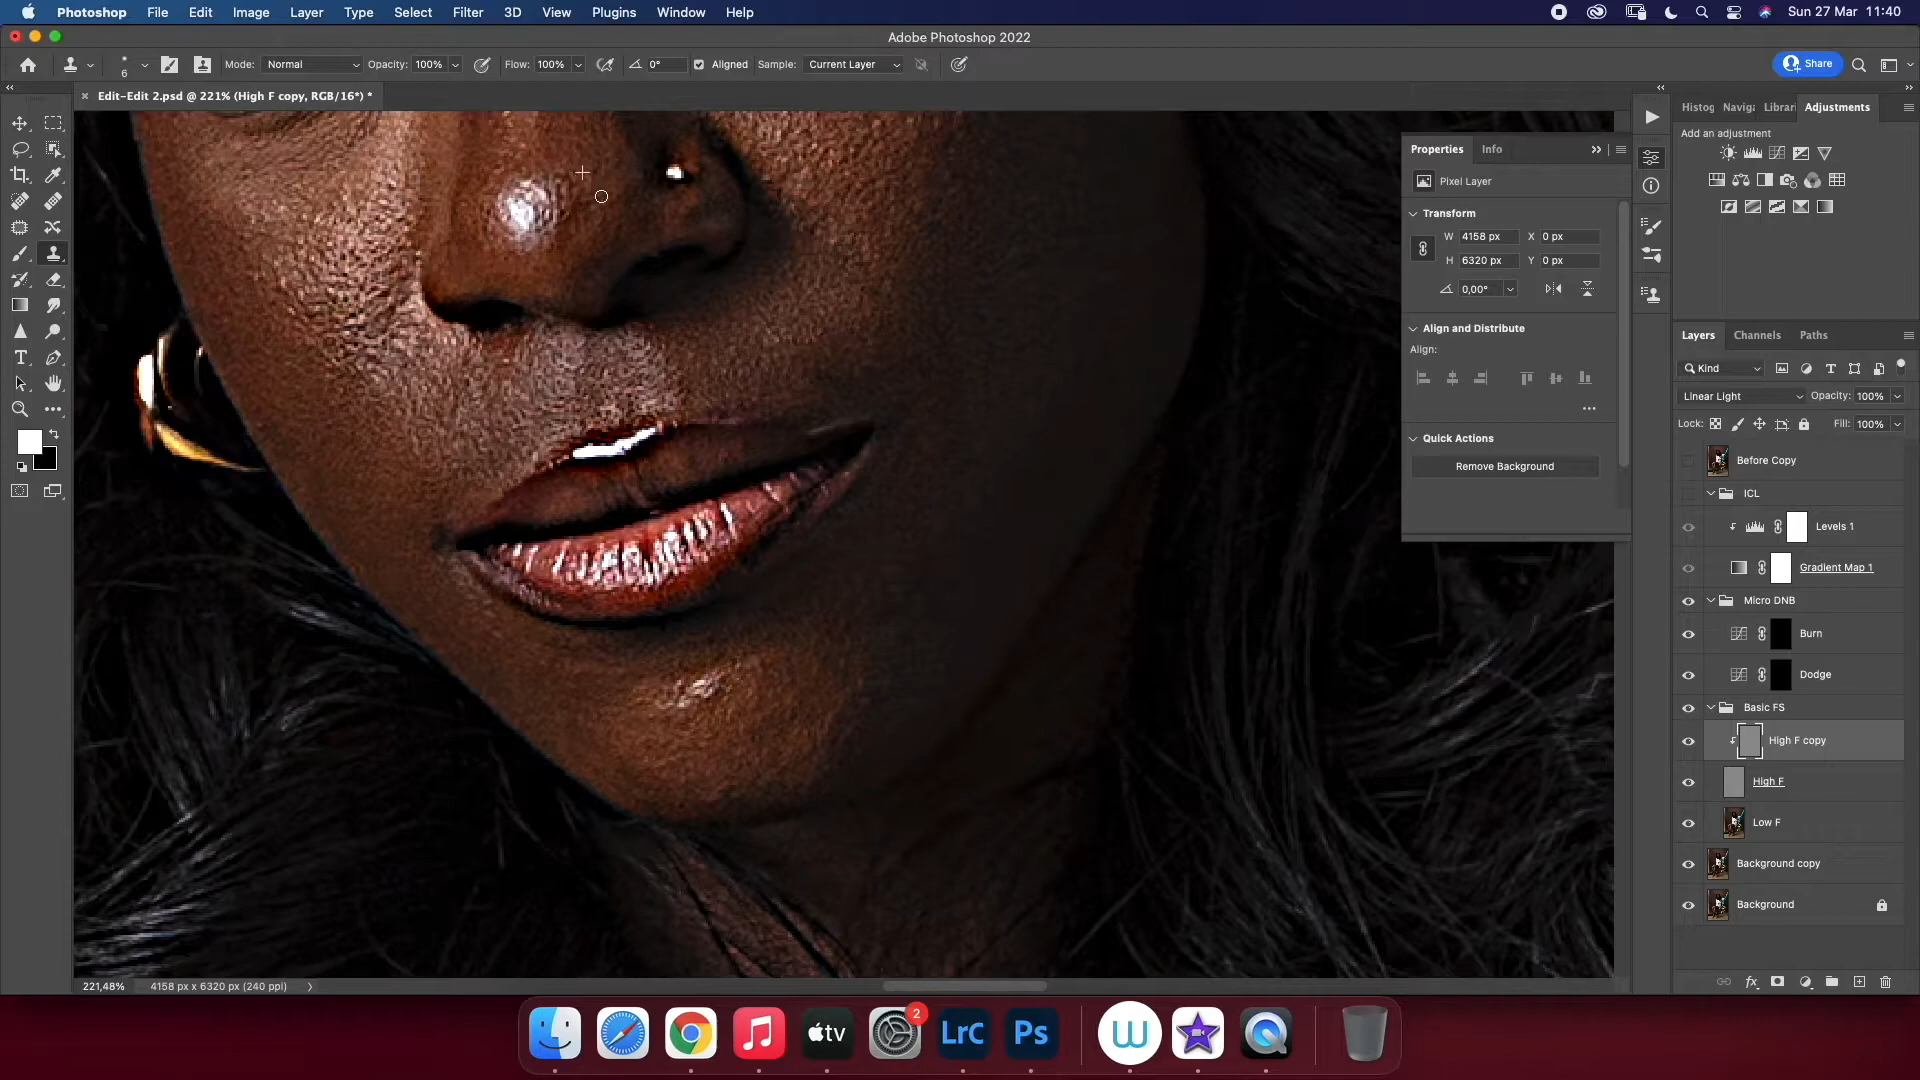 Photoshop File Edit Image Layer Type Select Filter 3D View Plugins Window Help Sun 27 Mar 11:40
Adobe Photoshop 2022
6 Mode: Normal Opacity: 100% Flow: 100% 0° Aligned Sample: Current Layer Share
Edit-Edit 2.psd @ 221% (High F copy, RGB/16*) *
Histog Naviga Librari Adjustments
Add an adjustment
Properties Info
Pixel Layer
Transform
W 4158 px X 0 px
H 6320 px Y 0 px
0,00°
Align and Distribute
Align:
Quick Actions
Remove Background
Layers Channels Paths
Kind
Linear Light Opacity: 100%
Lock: Fill: 100%
Before Copy
ICL
Levels 1
Gradient Map 1
Micro DNB
Burn
Dodge
Basic FS
High F copy
High F
Low F
Background copy
Background
221,48% 4158 px x 6320 px (240 ppi)
tv 2 LrC Ps W